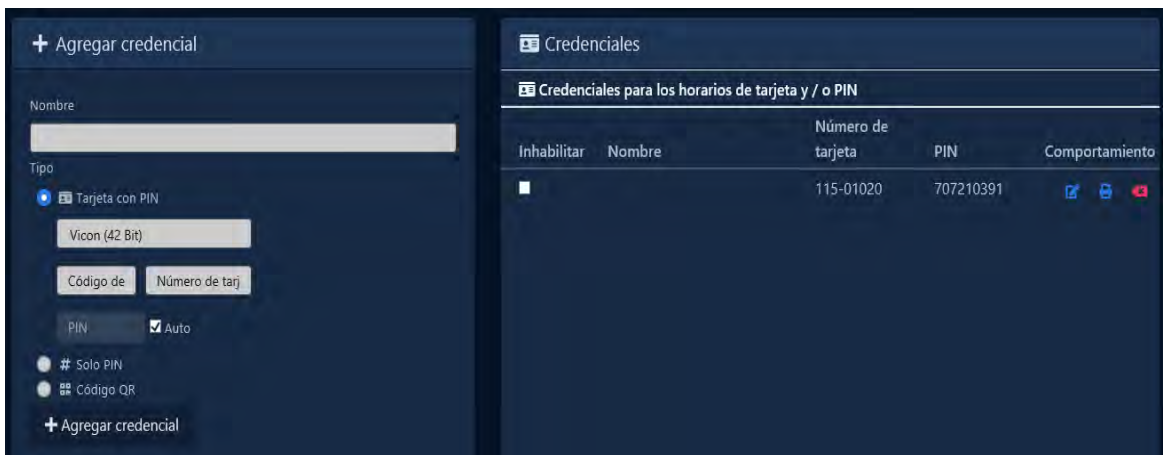 Agregar credencial
Nombre
Tipo
Tarjeta con PIN
Vicon (42 Bit)
Código de
Número de tarj
PIN
Auto
# Solo PIN
Código QR
Agregar credencial
Credenciales
Credenciales para los horarios de tarjeta y / o PIN
Inhabilitar
Nombre
Número de
tarjeta
PIN
Comportamiento
115-01020
707210391